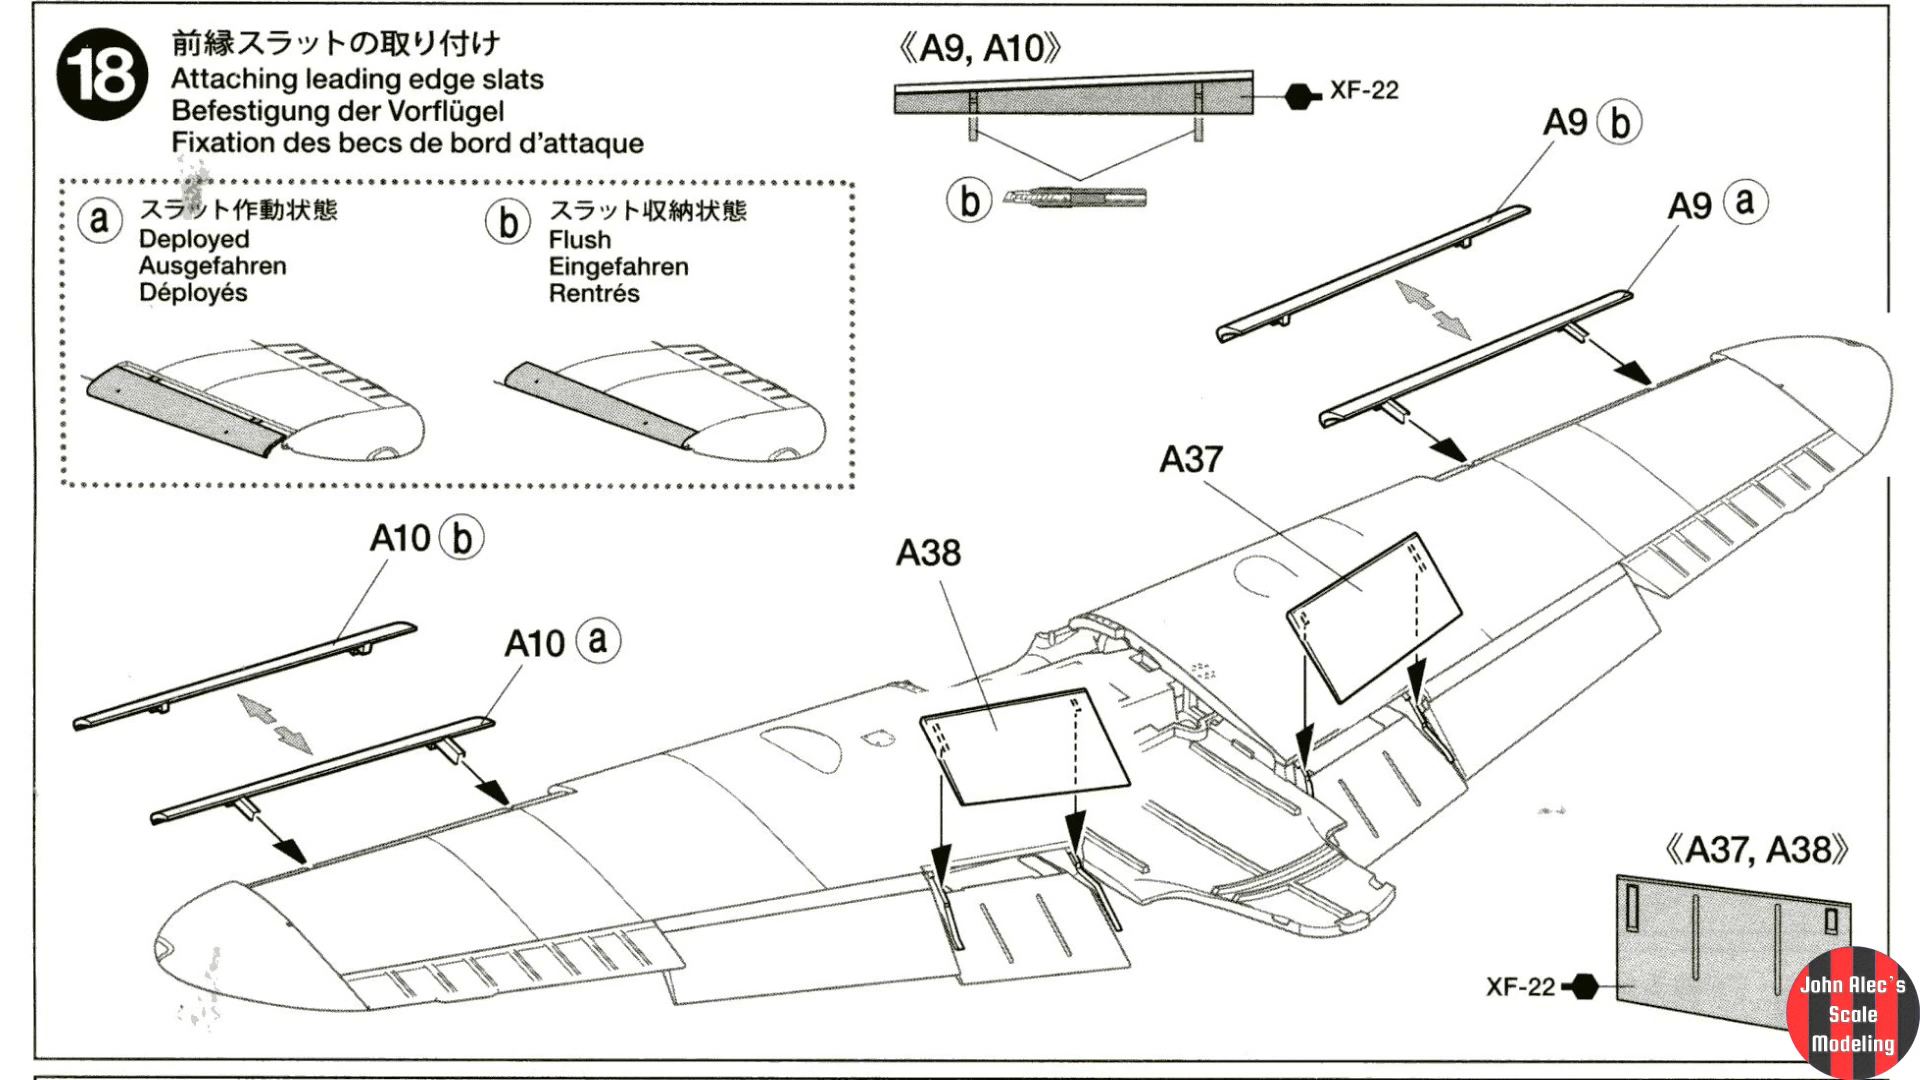 18
前縁スラットの取り付け
Attaching leading edge slats
Befestigung der Vorflügel
Fixation des becs de bord d'attaque
a
スラット作動状態
Deployed
Ausgefahren
Déployés
b
スラット収納状態
Flush
Eingefahren
Rentrés
《A9, A10》
XF-22
b
A9 b
A9 a
A37
A38
A10 b
A10 a
《A37, A38》
XF-22
John Alec's
Scale
Modeling